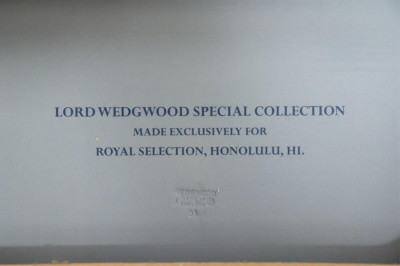 LORD WEDGWOOD SPECIAL COLLECTION
MADE EXCLUSIVELY FOR
ROYAL SELECTION, HONOLULU, HI.